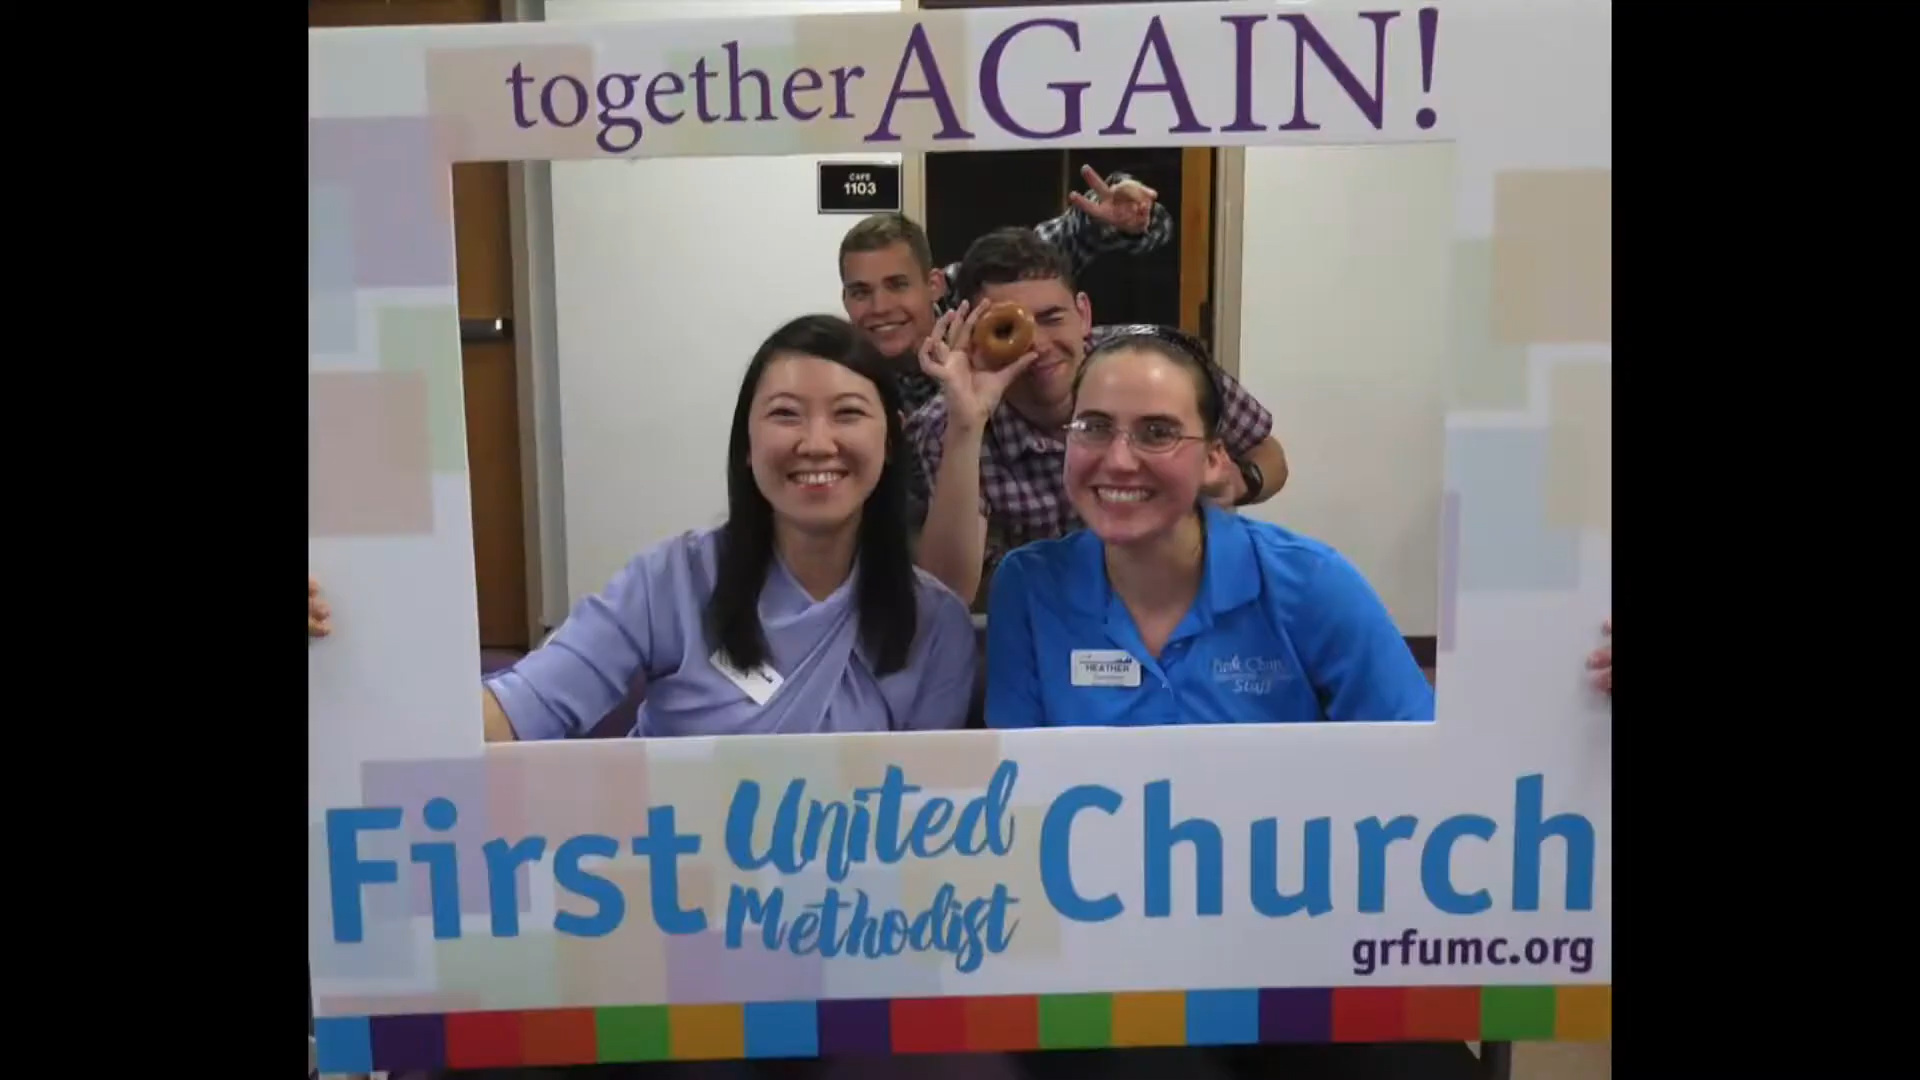 together AGAIN!
CAFE
1103
HEATHER
Staff
First United Methodist Church
grfumc.org